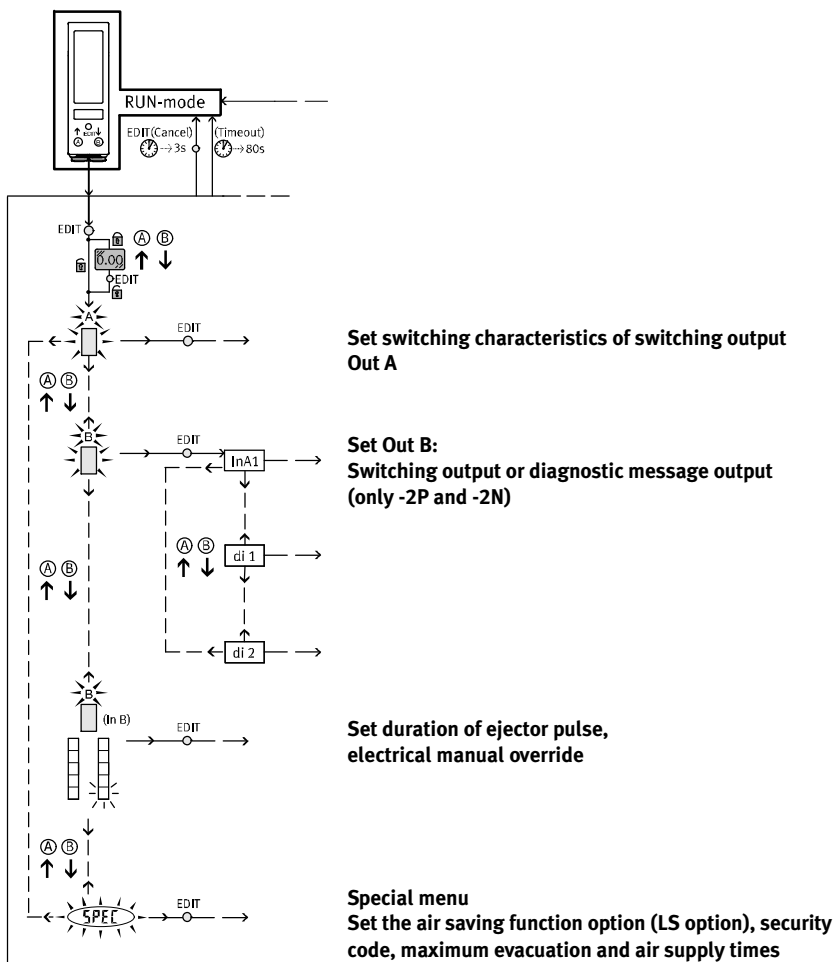 RUN-mode
EDIT
A B
EDIT(Cancel) (Timeout)
3s 80s
EDIT
A B
0.00
EDIT
A
EDIT
Set switching characteristics of switching output
Out A
A B
B
EDIT
InA1
Set Out B:
Switching output or diagnostic message output
(only -2P and -2N)
A B
A B
di 1
di 2
B
(In B)
EDIT
Set duration of ejector pulse,
electrical manual override
A B
SPEC
EDIT
Special menu
Set the air saving function option (LS option), security
code, maximum evacuation and air supply times